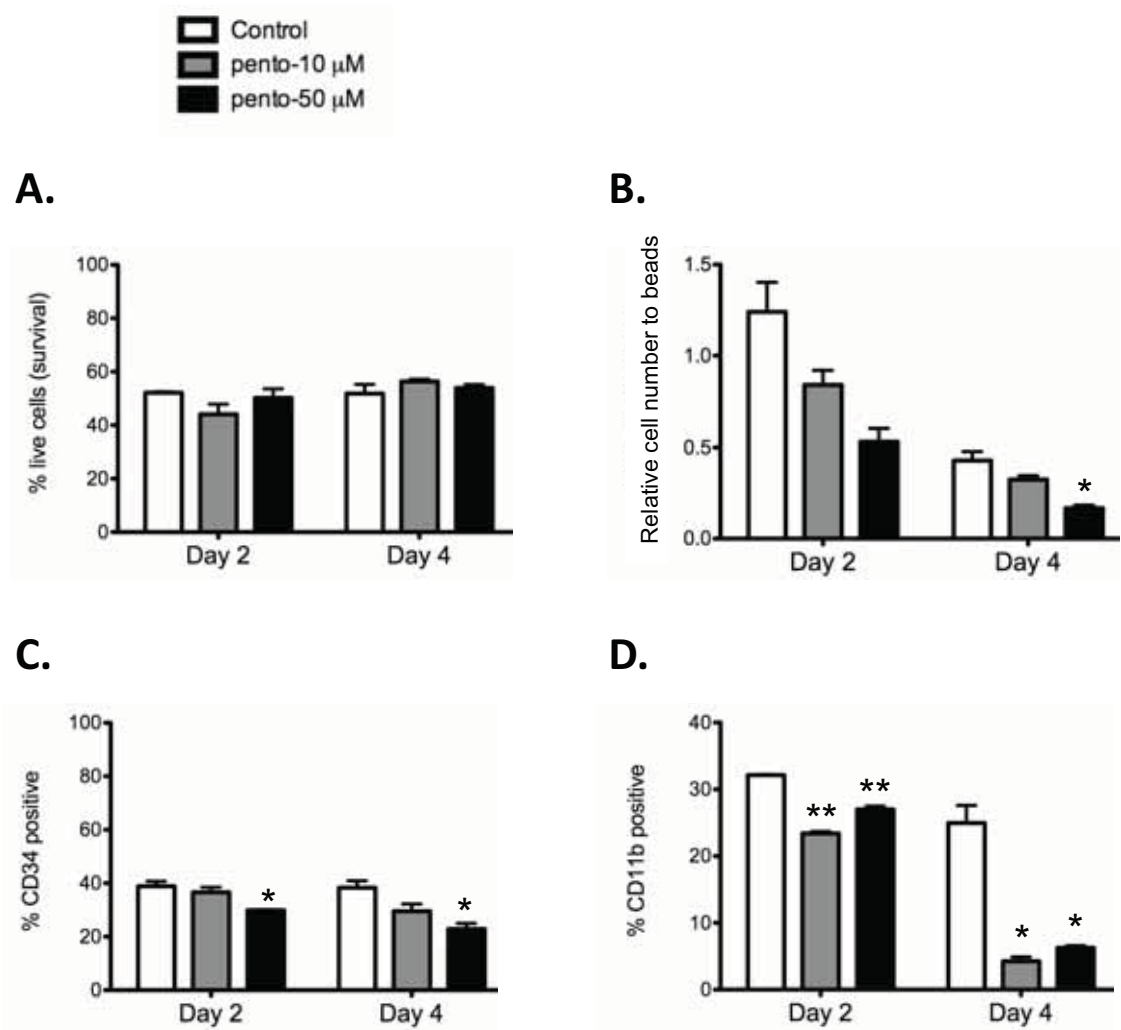 Control
pento-10 μM
pento-50 μM
A.
% live cells (survival)
100
80
60
40
20
0
Day 2
Day 4
B.
Relative cell number to beads
1.5
1.0
0.5
0.0
*
Day 2
Day 4
C.
% CD34 positive
100
80
60
40
20
0
*
*
Day 2
Day 4
D.
% CD11b positive
40
30
20
10
0
**
**
*
*
Day 2
Day 4